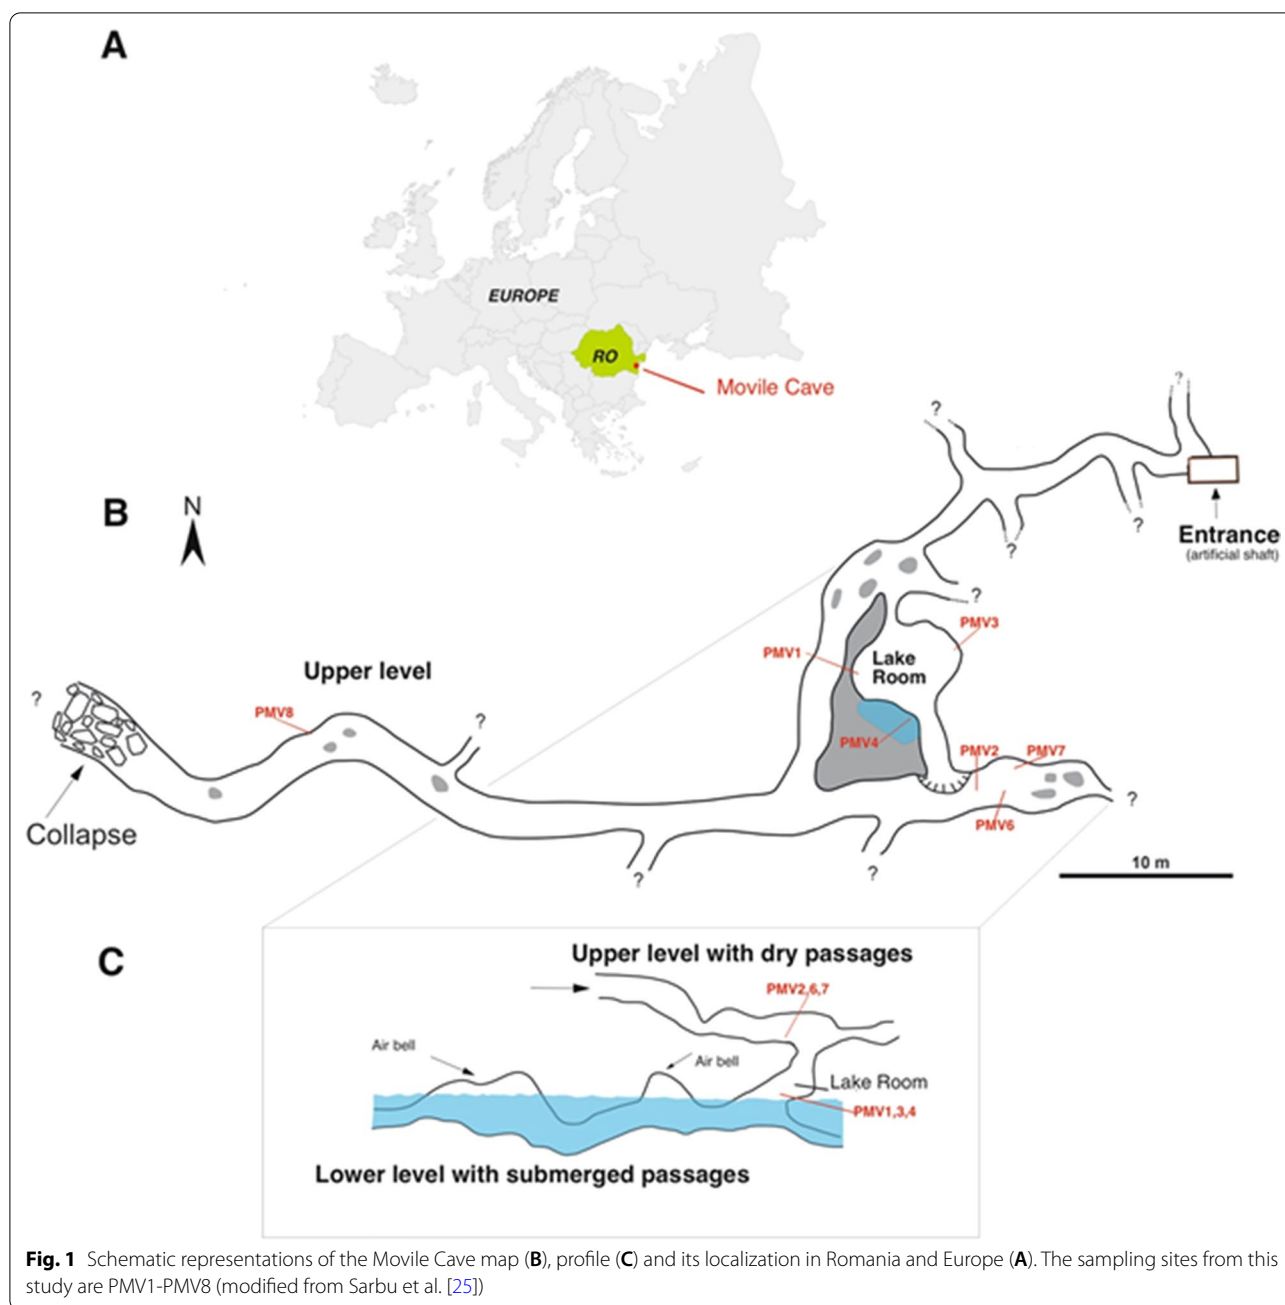 A
EUROPE
RO
Movile Cave
B
N
?
?
?
?
Entrance
(artificial shaft)
?
PMV3
PMV1
Lake
Room
Upper level
?
PMV8
?
PMV4
PMV2
PMV7
?
PMV6
Collapse
?
?
10 m
C
Upper level with dry passages
PMV2,6,7
Air bell
Air bell
Lake Room
PMV1,3,4
Lower level with submerged passages
Fig. 1 Schematic representations of the Movile Cave map (B), profile (C) and its localization in Romania and Europe (A). The sampling sites from this
study are PMV1-PMV8 (modified from Sarbu et al. [25])